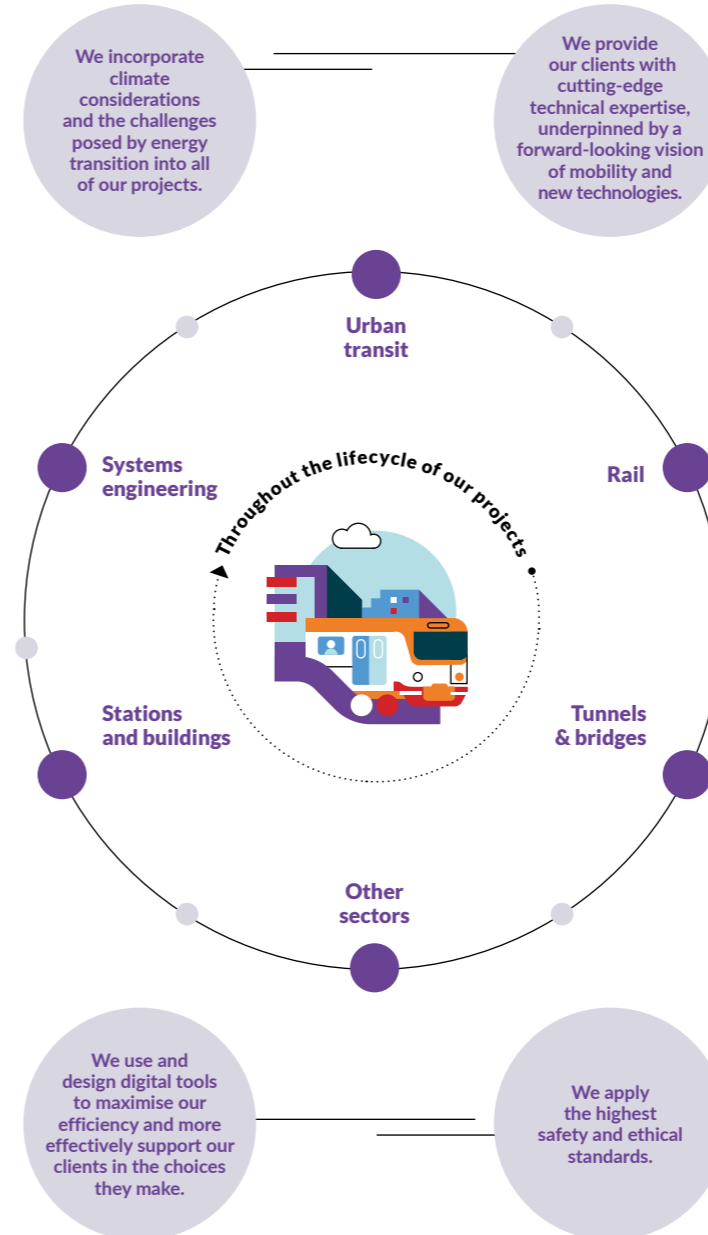 We incorporate
climate
considerations
and the challenges
posed by energy
transition into all
of our projects.
We provide
our clients with
cutting-edge
technical expertise,
underpinned by a
forward-looking vision
of mobility and
new technologies.
Urban
transit
Systems
engineering
Throughout the lifecycle of our projects
Rail
Stations
and buildings
Tunnels
& bridges
Other
sectors
We use and
design digital tools
to maximise our
efficiency and more
effectively support our
clients in the choices
they make.
We apply
the highest
safety and ethical
standards.